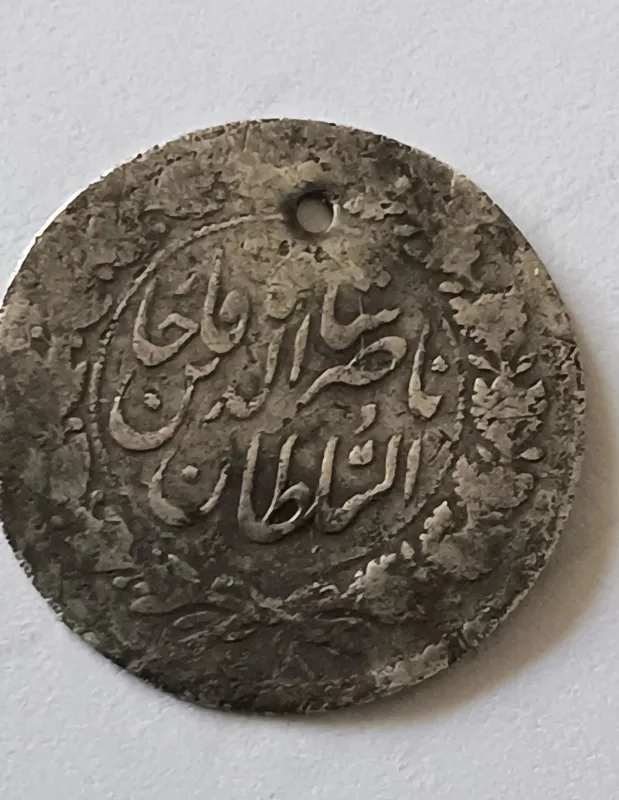 شاه قاجار
ناصر الدین
السلطان